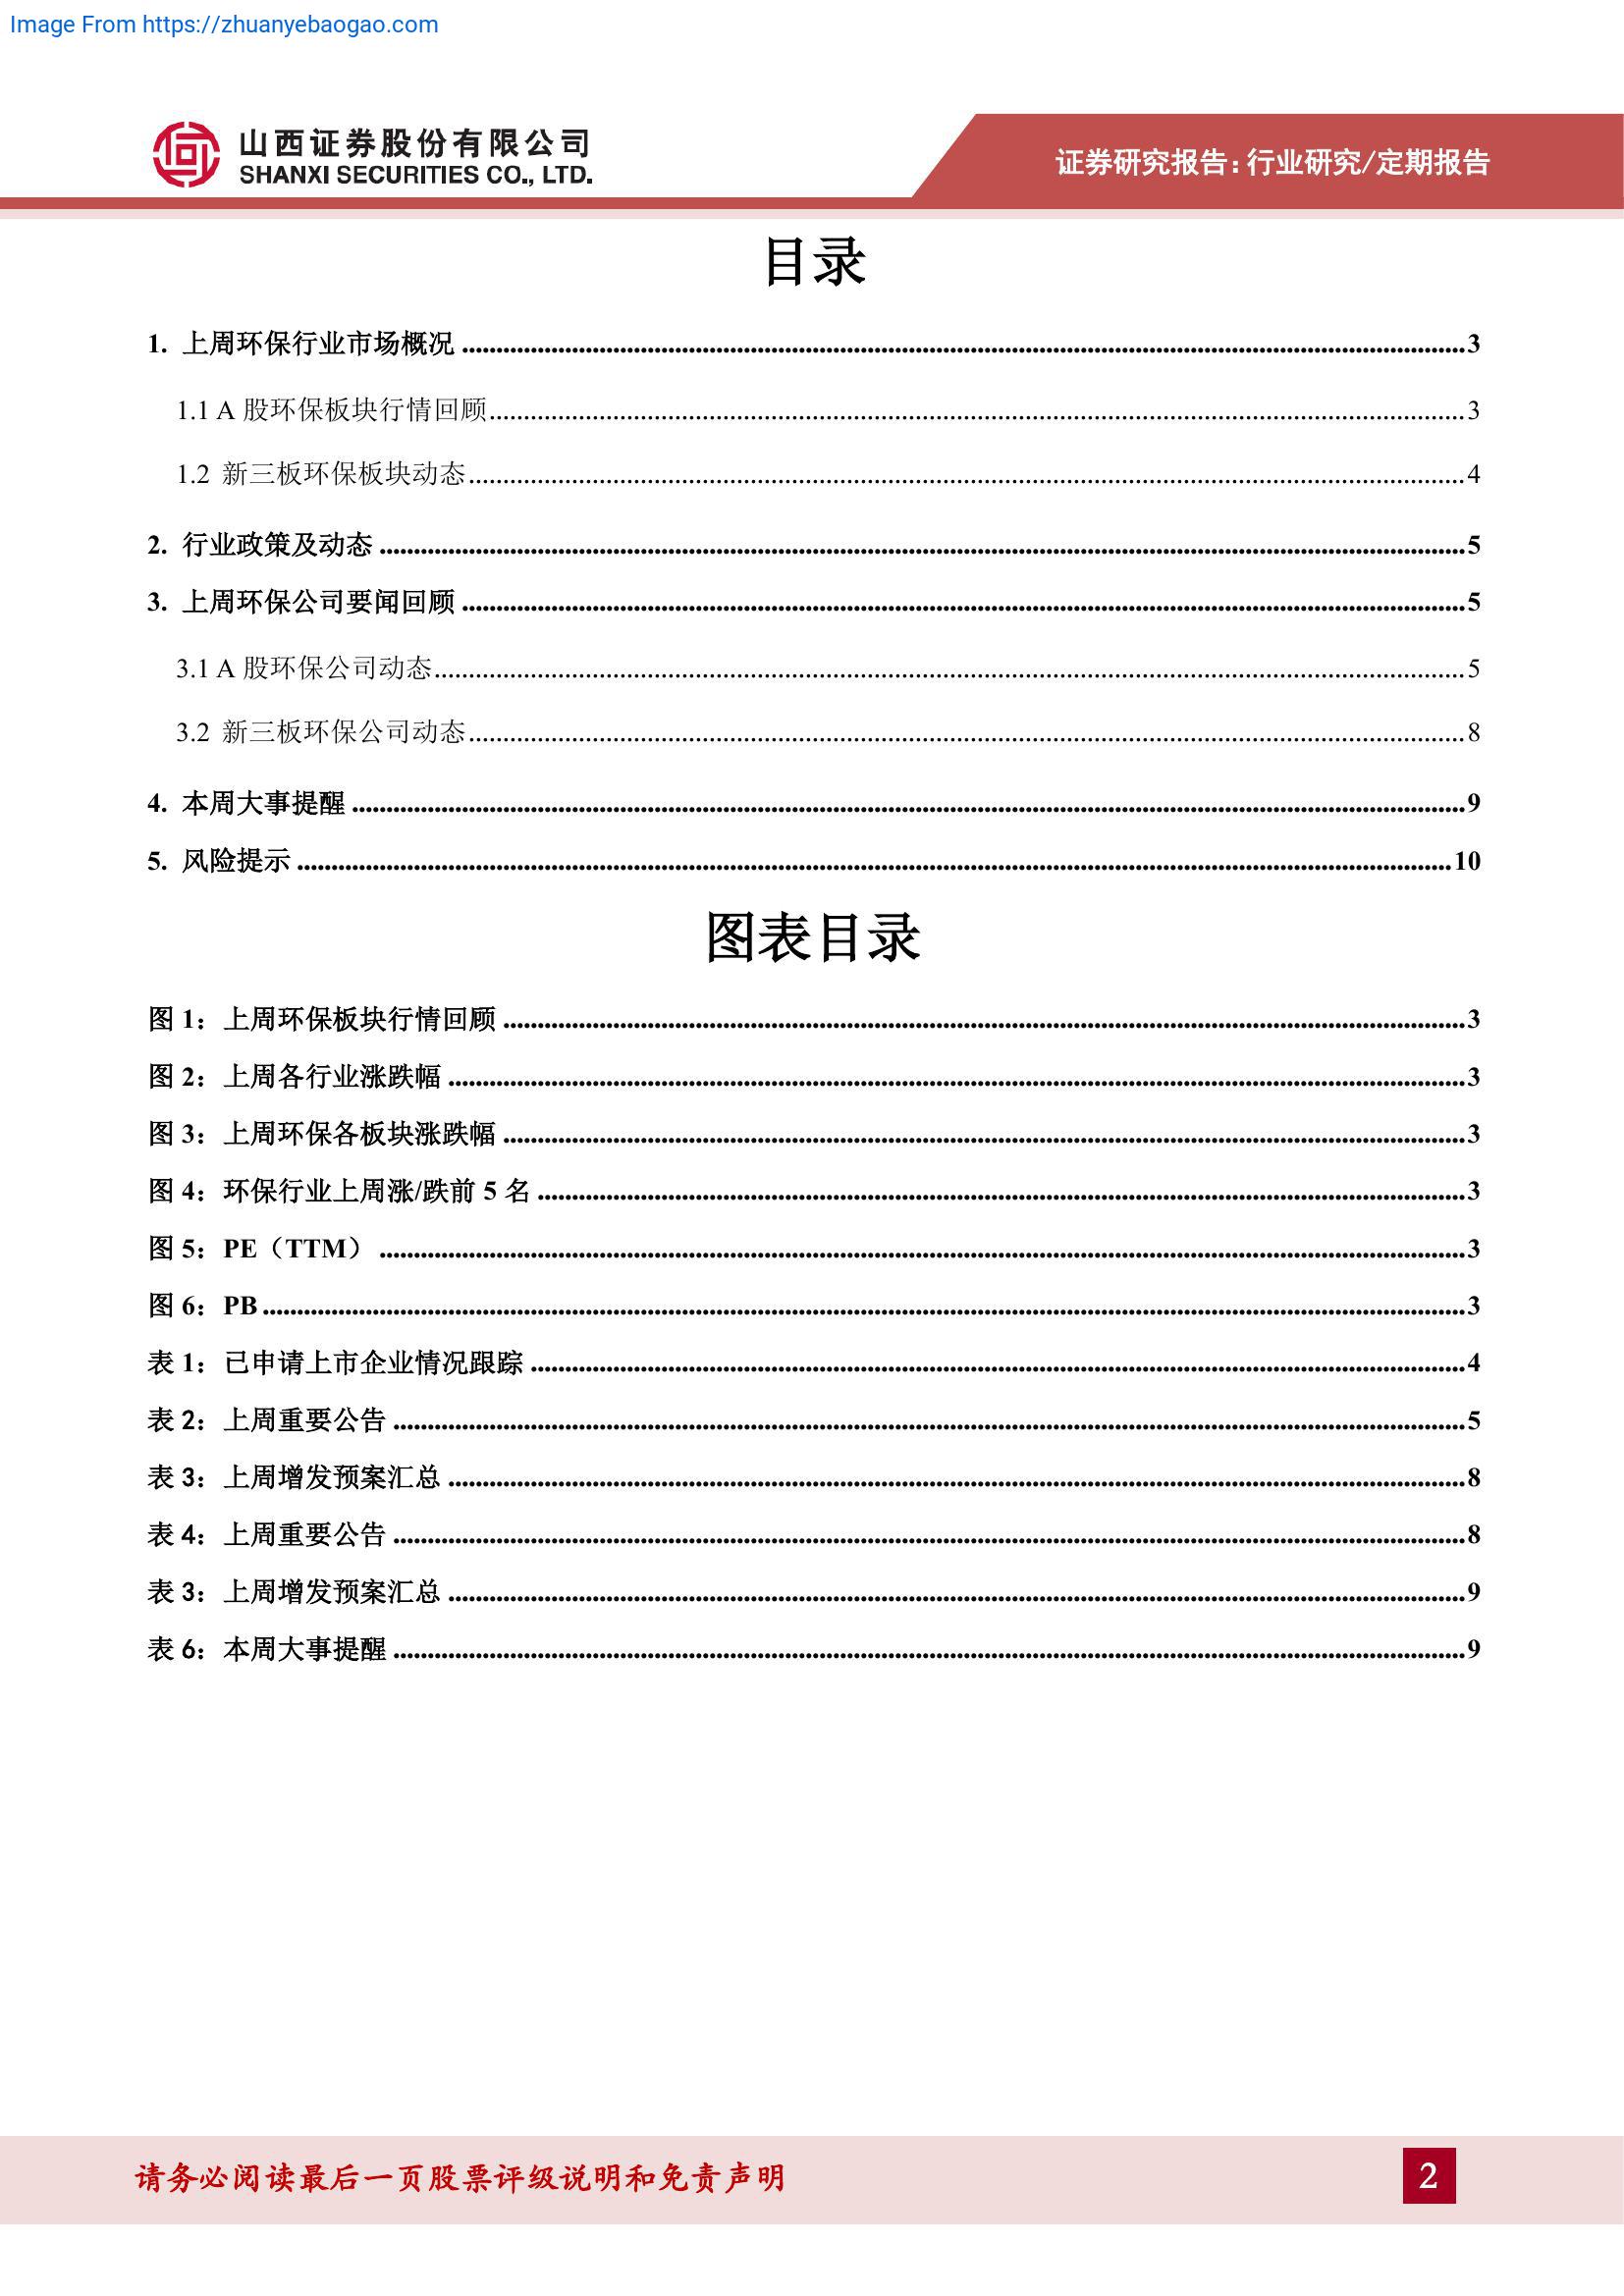 Image From https://zhuanyebaogao.com
山西证券股份有限公司
SHANXI SECURITIES CO., LTD.
证券研究报告:行业研究/定期报告
目录
1. 上周环保行业市场概况 3
1.1 A 股环保板块行情回顾 3
1.2 新三板环保板块动态 4
2. 行业政策及动态 5
3. 上周环保公司要闻回顾 5
3.1 A 股环保公司动态 5
3.2 新三板环保公司动态 8
4. 本周大事提醒 9
5. 风险提示 10
图表目录
图 1：上周环保板块行情回顾 3
图 2：上周各行业涨跌幅 3
图 3：上周环保各板块涨跌幅 3
图 4：环保行业上周涨/跌前 5 名 3
图 5：PE（TTM） 3
图 6：PB 3
表 1：已申请上市企业情况跟踪 4
表 2：上周重要公告 5
表 3：上周增发预案汇总 8
表 4：上周重要公告 8
表 3：上周增发预案汇总 9
表 6：本周大事提醒 9
请务必阅读最后一页股票评级说明和免责声明
2